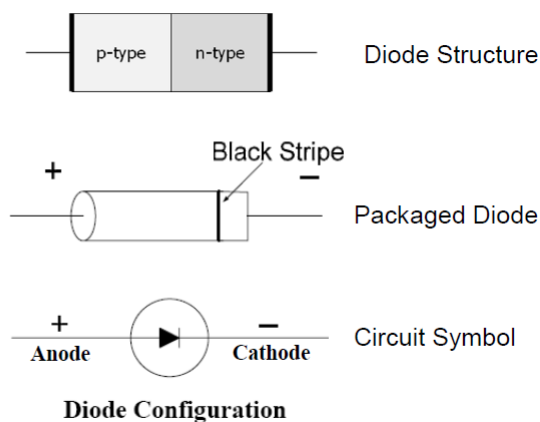 p-type n-type Diode Structure
Black Stripe
+ −
Packaged Diode
+ −
Anode Cathode Circuit Symbol
Diode Configuration